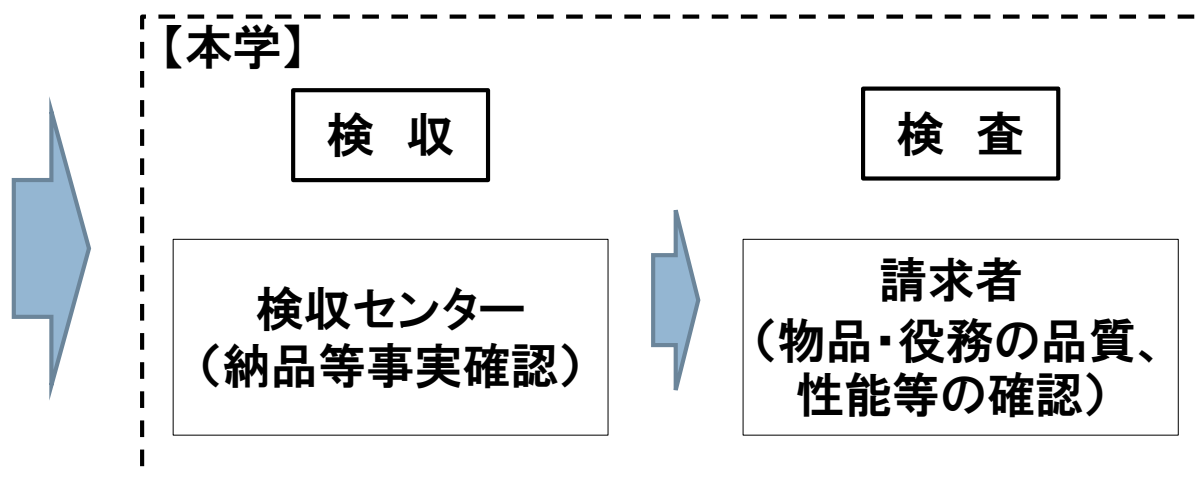 【本学】
検 収
検 査
検収センター
（納品等事実確認）
請求者
（物品・役務の品質、
性能等の確認）